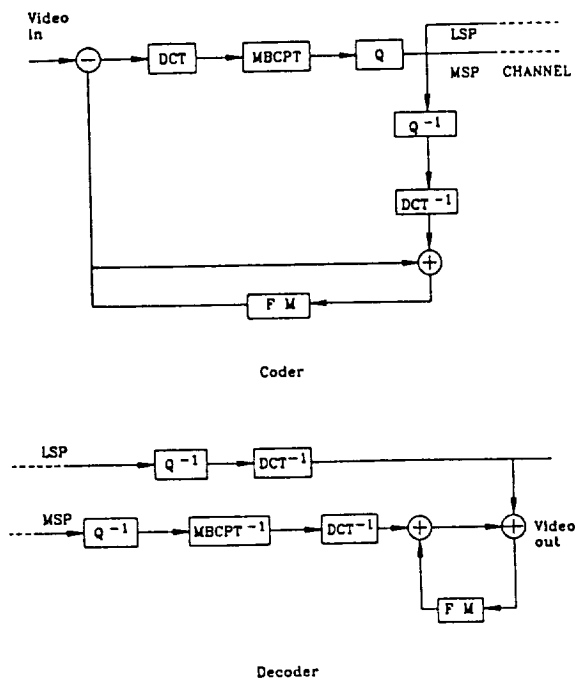 Video
in
DCT
MBCPT
Q
LSP
MSP CHANNEL
Q⁻¹
DCT⁻¹
F M
Coder
LSP
Q⁻¹
DCT⁻¹
MSP
Q⁻¹
MBCPT⁻¹
DCT⁻¹
Video
out
F M
Decoder